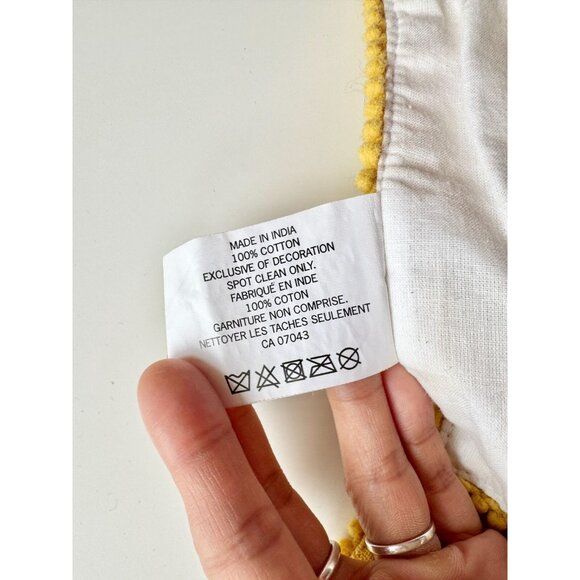 MADE IN INDIA
100% COTTON
EXCLUSIVE OF DECORATION
SPOT CLEAN ONLY.
FABRIQUÉ EN INDE
100% COTON
GARNITURE NON COMPRISE.
NETTOYER LES TACHES SEULEMENT
CA 07043